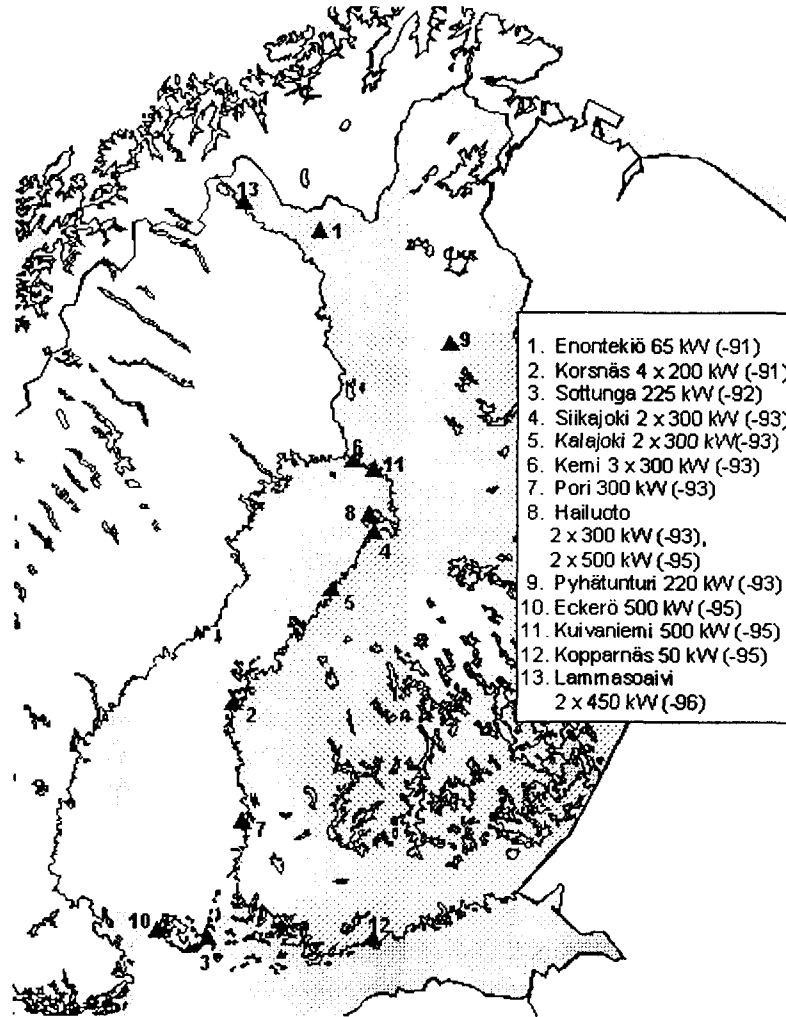 13
1
9
1. Enontekiö 65 kW (-91)
2. Korsnäs 4 x 200 kW (-91)
3. Sottunga 225 kW (-92)
4. Siikajoki 2 x 300 kW (-93)
5. Kalajoki 2 x 300 kW(-93)
6. Kemi 3 x 300 kW (-93)
7. Pori 300 kW (-93)
8. Hailuoto
2 x 300 kW (-93),
2 x 500 kW (-95)
9. Pyhätunturi 220 kW (-93)
10. Eckerö 500 kW (-95)
11. Kuivaniemi 500 kW (-95)
12. Kopparnäs 50 kW (-95)
13. Lammasoaivi
2 x 450 kW (-96)
6
11
8
4
5
2
7
10
3
12